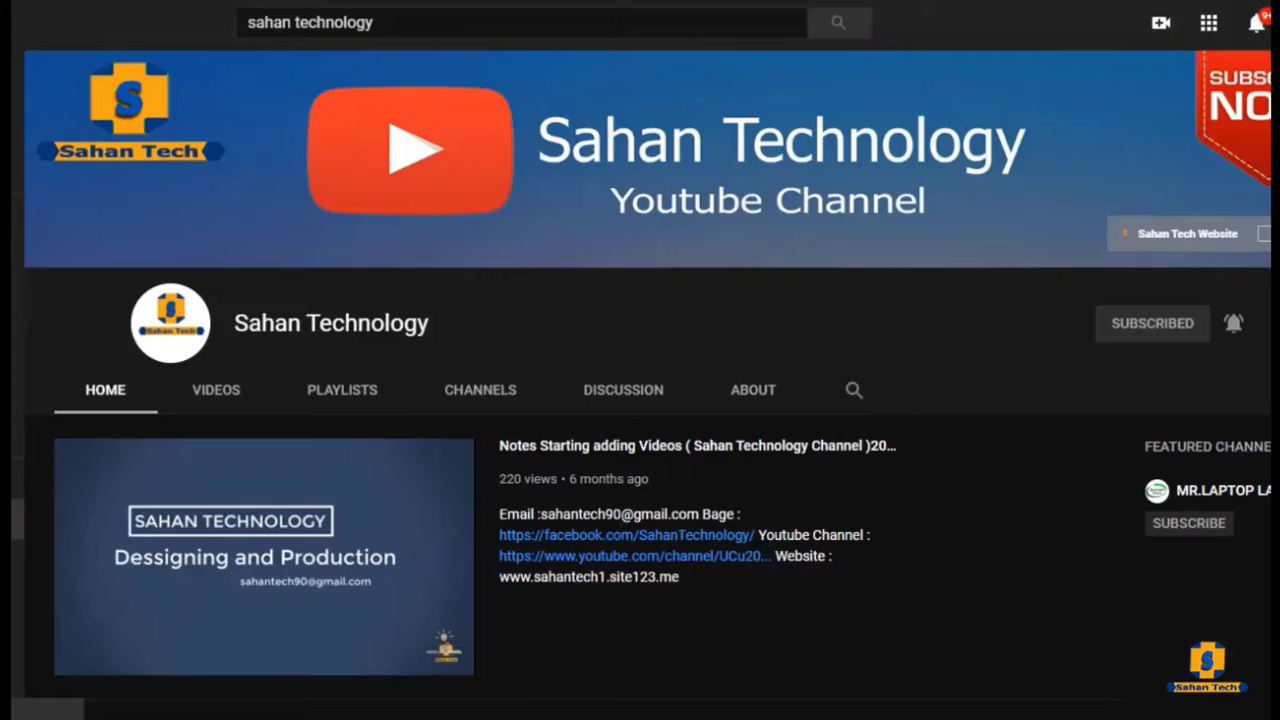 sahan technology
9+
S
Sahan Tech
Sahan Technology
Youtube Channel
SUBSC
NO
Sahan Tech Website
S
Sahan Tech
Sahan Technology
SUBSCRIBED
HOME VIDEOS PLAYLISTS CHANNELS DISCUSSION ABOUT
SAHAN TECHNOLOGY
Dessigning and Production
sahantech90@gmail.com
Notes Starting adding Videos ( Sahan Technology Channel )20...
220 views • 6 months ago
Email :sahantech90@gmail.com Bage :
https://facebook.com/SahanTechnology/ Youtube Channel :
https://www.youtube.com/channel/UCu20... Website :
www.sahantech1.site123.me
FEATURED CHANNE
MR.LAPTOP LA
SUBSCRIBE
S
Sahan Tech